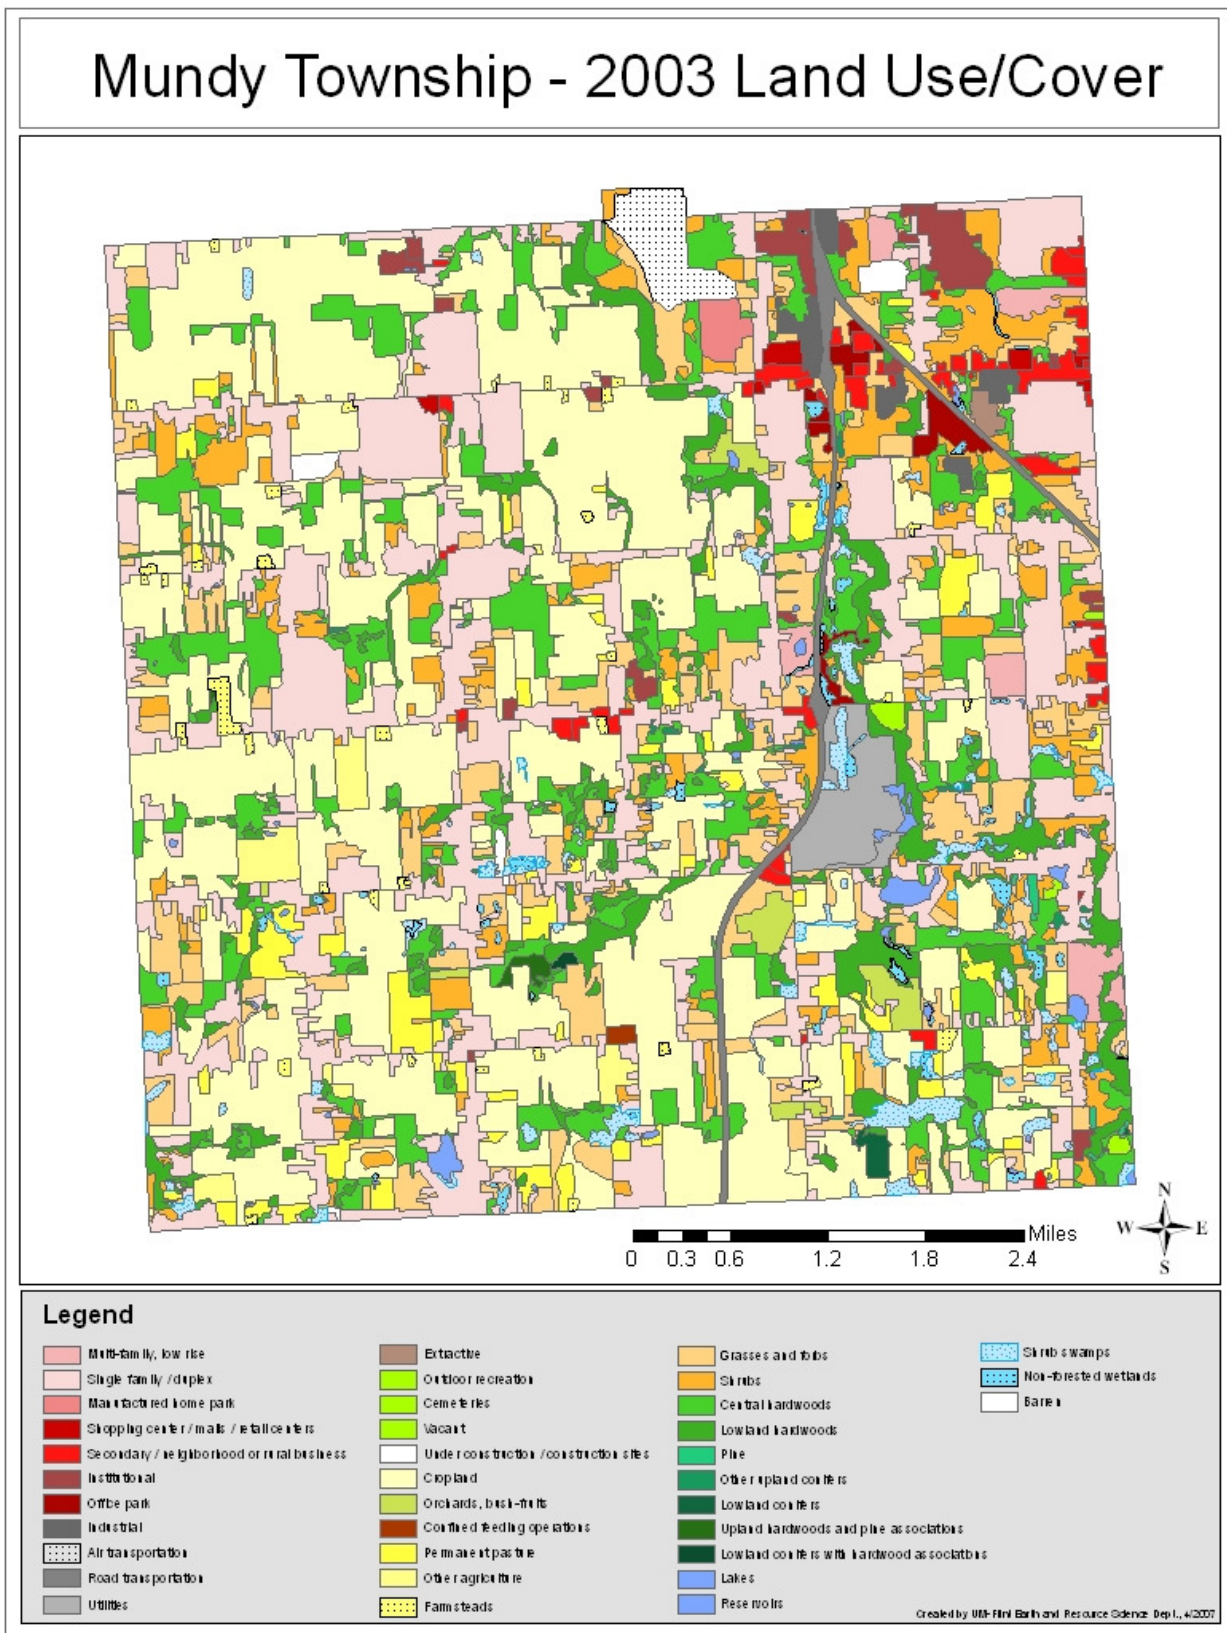 Mundy Township - 2003 Land Use/Cover
N
W E
S
Miles
0 0.3 0.6 1.2 1.8 2.4
Legend
Multi-family, low rise
Single family / duplex
Manufactured home park
Shopping center / malls / retail centers
Secondary / neighborhood or rural business
Institutional
Office park
Industrial
Air transportation
Road transportation
Utilities
Extractive
Outdoor recreation
Cemeteries
Vacant
Under construction / construction sites
Cropland
Orchards, bush-fruits
Confined feeding operations
Permanent pasture
Other agriculture
Farmsteads
Grasses and forbs
Shrubs
Central hardwoods
Lowland hardwoods
Pine
Other upland conifers
Lowland conifers
Upland hardwoods and pine associations
Lowland conifers with hardwood associations
Lakes
Reservoirs
Shrub swamps
Non-forested wetlands
Barren
Created by UM-Flint Earth and Resource Science Dept., 4/2007